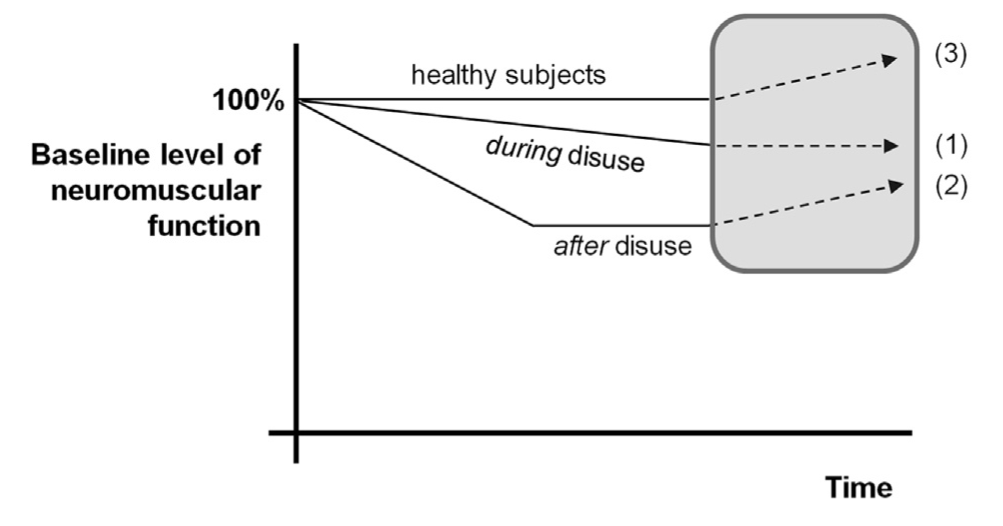 (3)
healthy subjects
100%
during disuse
(1)
Baseline level of
neuromuscular
function
(2)
after disuse
Time